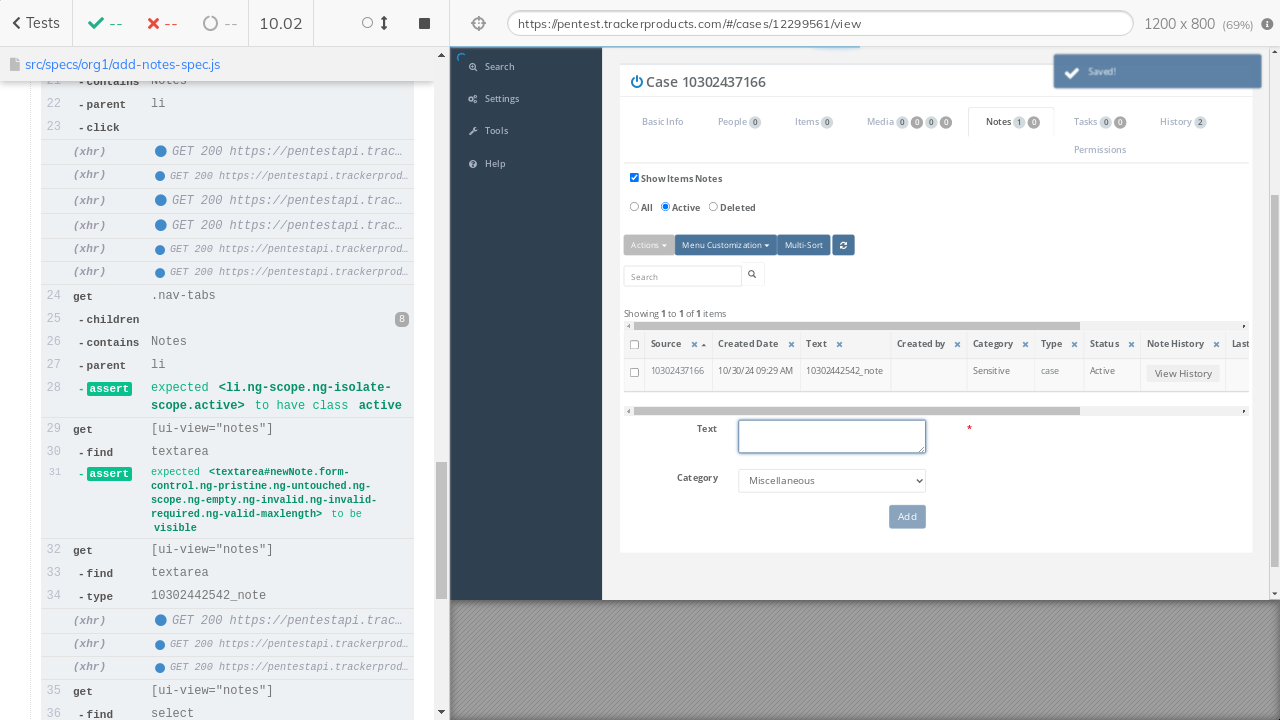 Tests
--
--
--
10.02
https://pentest.trackerproducts.com/#/cases/12299561/view
1200 x 800 (69%)
src/specs/org1/add-notes-spec.js
21 - contains Notes
22 - parent li
23 - click
(xhr) GET 200 https://pentestapi.trac…
(xhr) GET 200 https://pentestapi.trackerprod…
(xhr) GET 200 https://pentestapi.trac…
(xhr) GET 200 https://pentestapi.trac…
(xhr) GET 200 https://pentestapi.trackerprod…
(xhr) GET 200 https://pentestapi.trackerprod…
24 get .nav-tabs
25 - children 8
26 - contains Notes
27 - parent li
28 - assert expected <li.ng-scope.ng-isolate-
scope.active> to have class active
29 get [ui-view="notes"]
30 - find textarea
31 - assert expected <textarea#newNote.form-
control.ng-pristine.ng-untouched.ng-
scope.ng-empty.ng-invalid.ng-invalid-
required.ng-valid-maxlength> to be
visible
32 get [ui-view="notes"]
33 - find textarea
34 - type 10302442542_note
(xhr) GET 200 https://pentestapi.trac…
(xhr) GET 200 https://pentestapi.trackerprod…
(xhr) GET 200 https://pentestapi.trackerprod…
35 get [ui-view="notes"]
36 - find select
Search
Settings
Tools
Help
Case 10302437166
Saved!
Basic Info People 0 Items 0 Media 0 0 0 0 Notes 1 0 Tasks 0 0 History 2
Permissions
Show Items Notes
All Active Deleted
Actions Menu Customization Multi-Sort
Search
Showing 1 to 1 of 1 items
Source Created Date Text Created by Category Type Status Note History Last
10302437166 10/30/24 09:29 AM 10302442542_note Sensitive case Active View History
Text *
Category Miscellaneous
Add